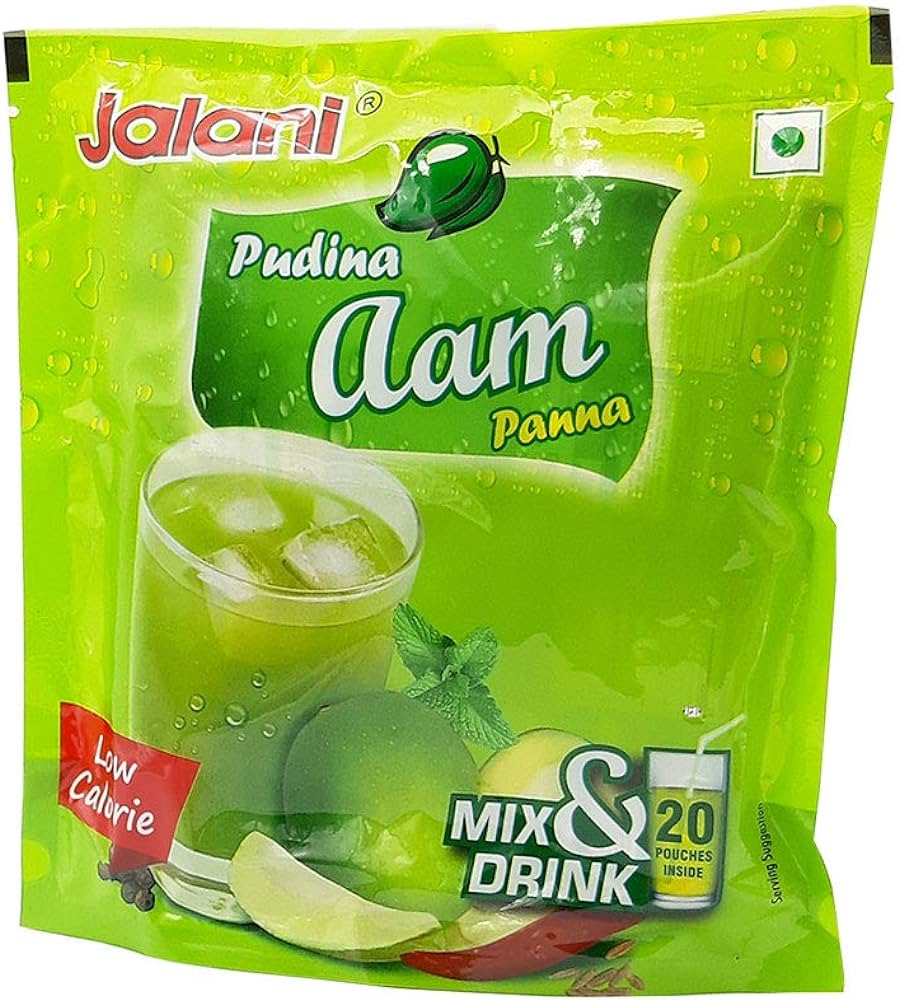 Jalani®
Pudina
Aam
Panna
Low
Calorie
MIX & DRINK
20
POUCHES
INSIDE
Serving Suggestion